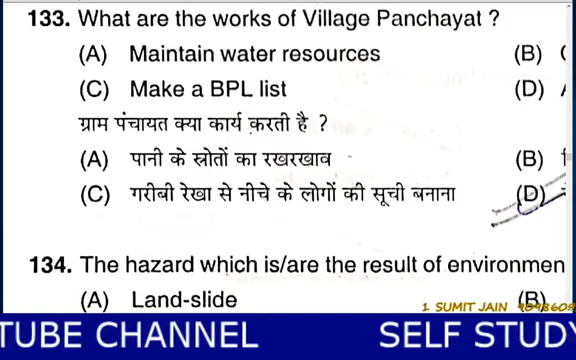 133. What are the works of Village Panchayat ?
(A) Maintain water resources (B)
(C) Make a BPL list (D)
ग्राम पंचायत क्या कार्य करती है ?
(A) पानी के स्रोतों का रखरखाव (B)
(C) गरीबी रेखा से नीचे के लोगों की सूची बनाना (D)
134. The hazard which is/are the result of environmen
(A) Land-slide (B)
SUMIT JAIN
TUBE CHANNEL SELF STUDY